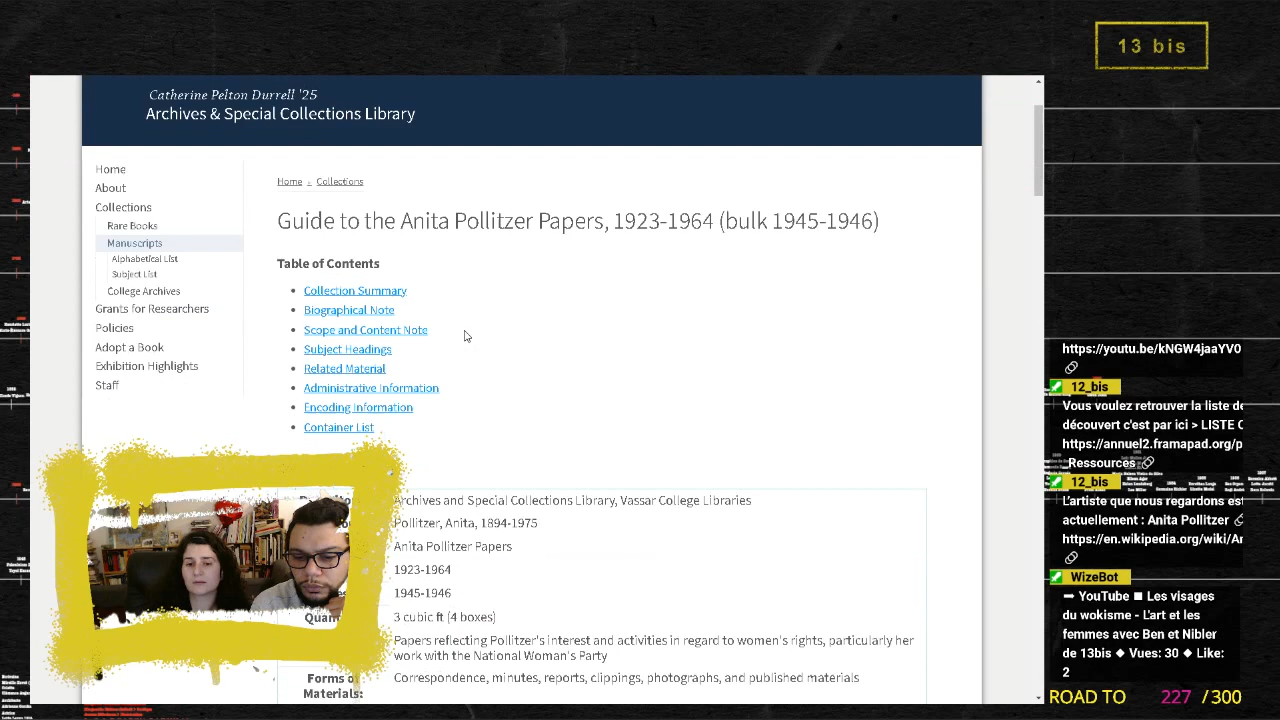 13 bis
Catherine Pelton Durrell '25
Archives & Special Collections Library
Home
About
Collections
Rare Books
Manuscripts
Alphabetical List
Subject List
College Archives
Grants for Researchers
Policies
Adopt a Book
Exhibition Highlights
Staff
Home › Collections
Guide to the Anita Pollitzer Papers, 1923-1964 (bulk 1945-1946)
Table of Contents
Collection Summary
Biographical Note
Scope and Content Note
Subject Headings
Related Material
Administrative Information
Encoding Information
Container List
Archives and Special Collections Library, Vassar College Libraries
Pollitzer, Anita, 1894-1975
Anita Pollitzer Papers
1923-1964
1945-1946
Quan
3 cubic ft (4 boxes)
Papers reflecting Pollitzer's interest and activities in regard to women's rights, particularly her
work with the National Woman's Party
Forms o
Materials:
Correspondence, minutes, reports, clippings, photographs, and published materials
https://youtu.be/kNGW4jaaYV0
12_bis
Vous voulez retrouver la liste de
découvert c'est par ici > LISTE
https://annuel2.framapad.org/p
Ressources
12_bis
L'artiste que nous regardons est
actuellement : Anita Pollitzer
https://en.wikipedia.org/wiki/Ar
WizeBot
➡ YouTube ■ Les visages
du wokisme - L'art et les
femmes avec Ben et Nibler
de 13bis ◆ Vues: 30 ◆ Like:
2
ROAD TO 227 / 300